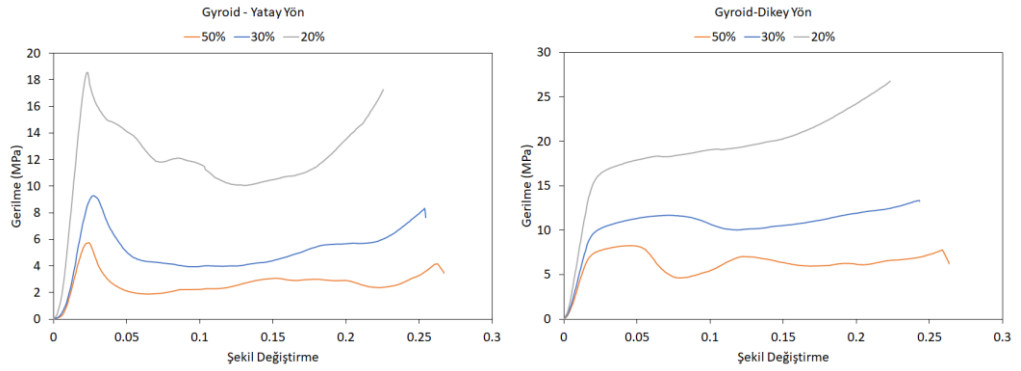 Gyroid - Yatay Yön
50% 30% 20%
20
18
16
14
12
10
8
6
4
2
0
Gerilme (MPa)
0 0.05 0.1 0.15 0.2 0.25 0.3
Şekil Değiştirme
Gyroid-Dikey Yön
50% 30% 20%
30
25
20
15
10
5
0
Gerilme (MPa)
0 0.05 0.1 0.15 0.2 0.25 0.3
Şekil Değiştirme